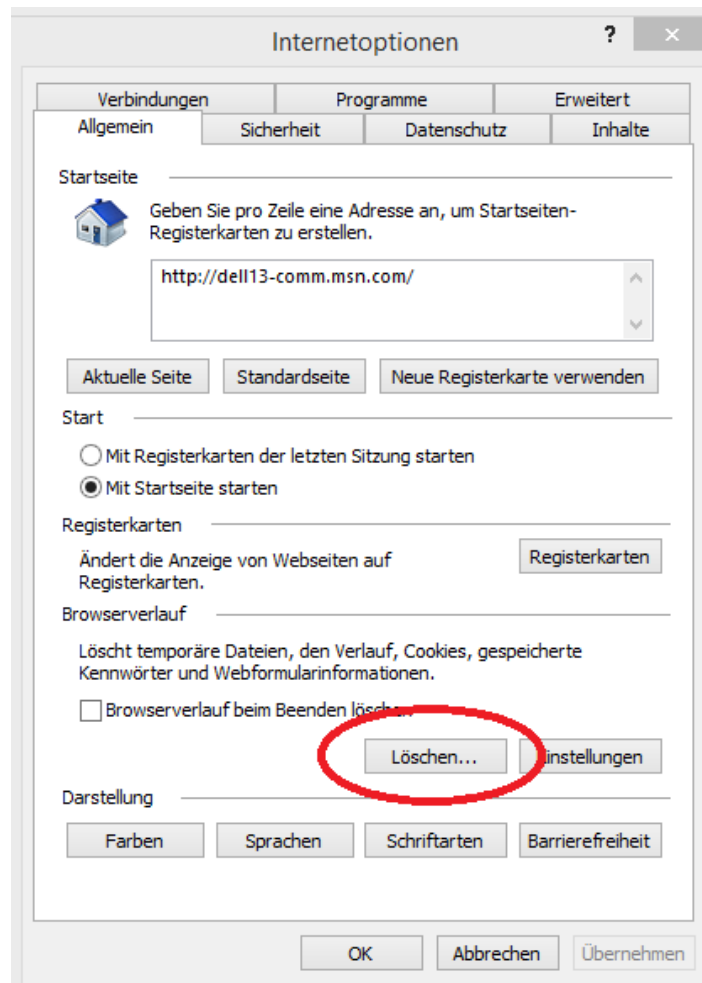 Internetoptionen
?
Verbindungen Programme Erweitert
Allgemein Sicherheit Datenschutz Inhalte
Startseite
Geben Sie pro Zeile eine Adresse an, um Startseiten-
Registerkarten zu erstellen.
http://dell13-comm.msn.com/
Aktuelle Seite Standardseite Neue Registerkarte verwenden
Start
Mit Registerkarten der letzten Sitzung starten
Mit Startseite starten
Registerkarten
Ändert die Anzeige von Webseiten auf
Registerkarten.
Registerkarten
Browserverlauf
Löscht temporäre Dateien, den Verlauf, Cookies, gespeicherte
Kennwörter und Webformularinformationen.
Browserverlauf beim Beenden löschen
Löschen... Einstellungen
Darstellung
Farben Sprachen Schriftarten Barrierefreiheit
OK Abbrechen Übernehmen